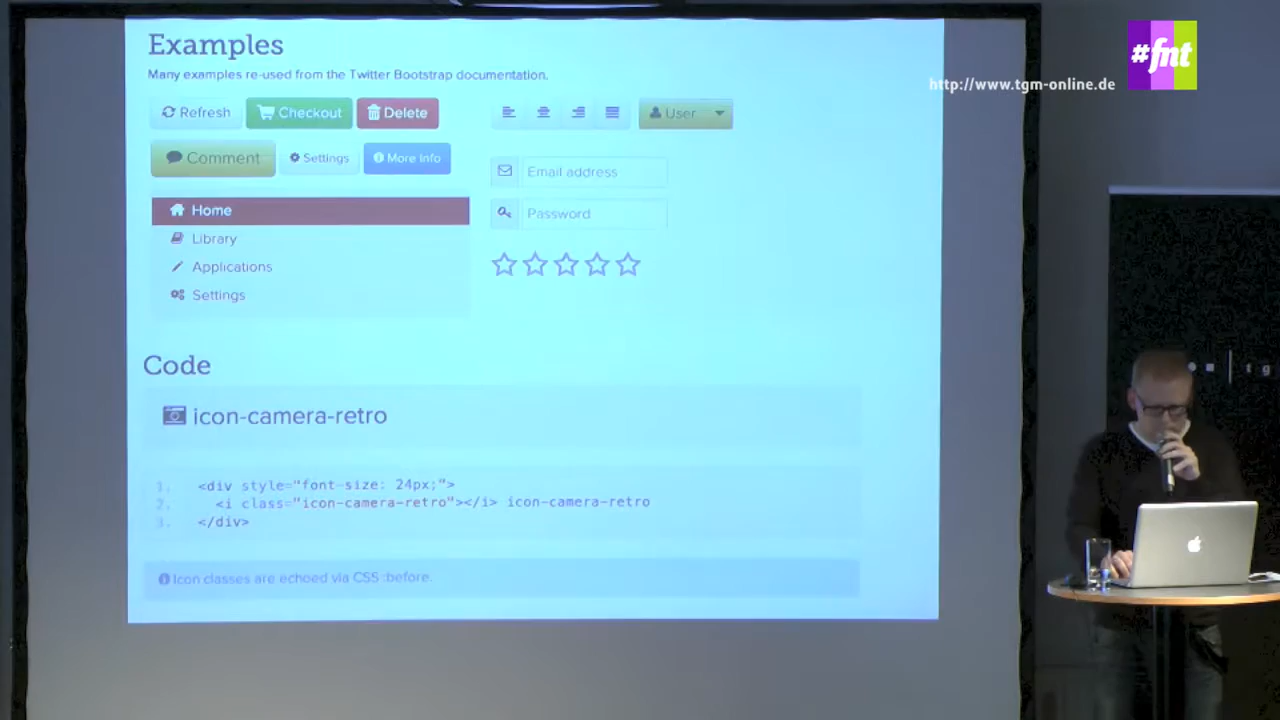 Examples
Many examples re-used from the Twitter Bootstrap documentation.
Refresh Checkout Delete
User
Comment Settings More Info
Email address
Password
Home
Library
Applications
Settings
Code
icon-camera-retro
1. <div style="font-size: 24px;">
2. <i class="icon-camera-retro"></i> icon-camera-retro
3. </div>
Icon classes are echoed via CSS :before.
#fnt
http://www.tgm-online.de